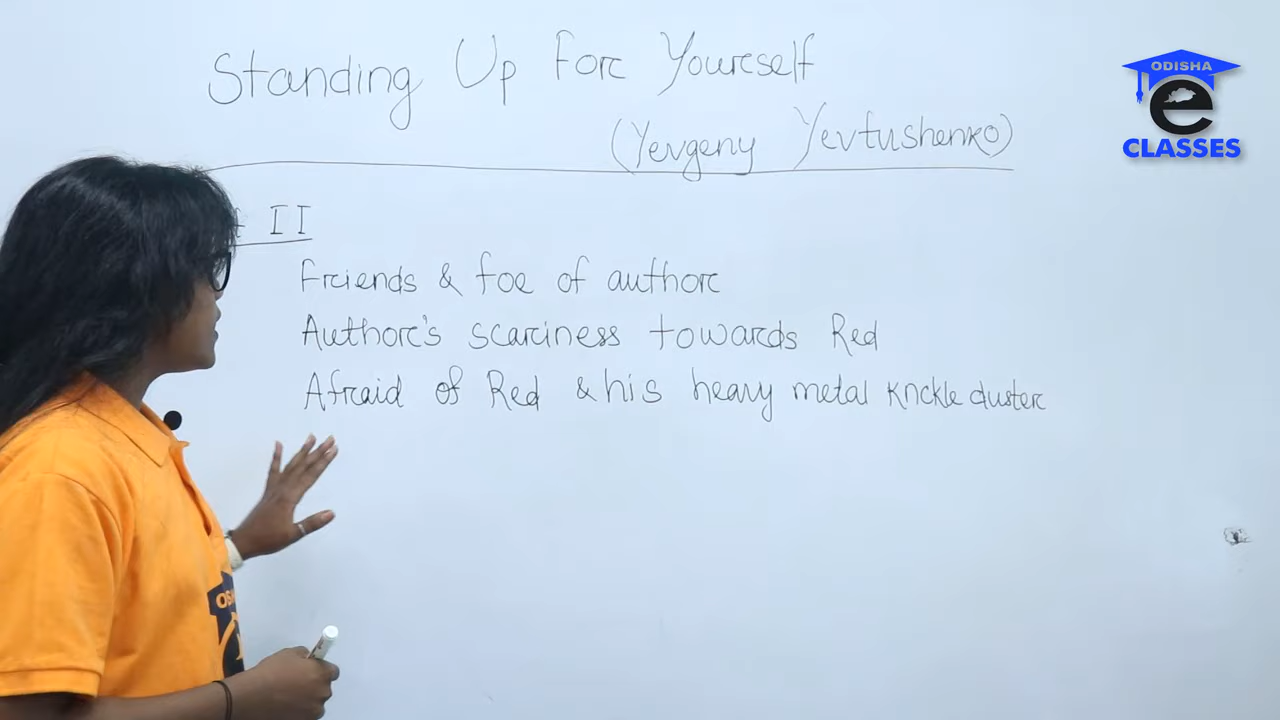 Standing Up For Yourself
(Yevgeny Yevtushenko)
II
Friends & foe of author
Author's scariness towards Red
Afraid of Red & his heavy metal knckle duster
ODISHA
e
CLASSES